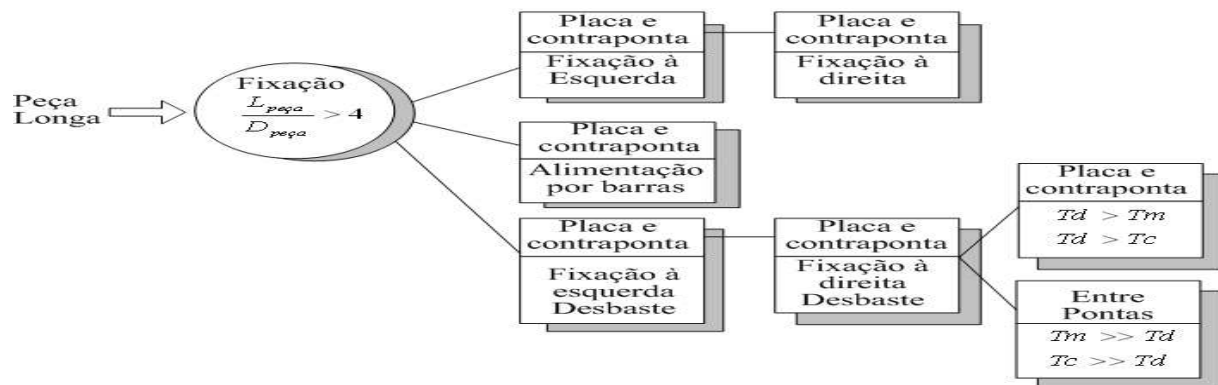 Peça
Longa
Fixação
L peça
D peça
> 4
Placa e
contraponta
Fixação à
Esquerda
Placa e
contraponta
Fixação à
direita
Placa e
contraponta
Alimentação
por barras
Placa e
contraponta
Fixação à
esquerda
Desbaste
Placa e
contraponta
Fixação à
direita
Desbaste
Placa e
contraponta
Td > Tm
Td > Tc
Entre
Pontas
Tm >> Td
Tc >> Td